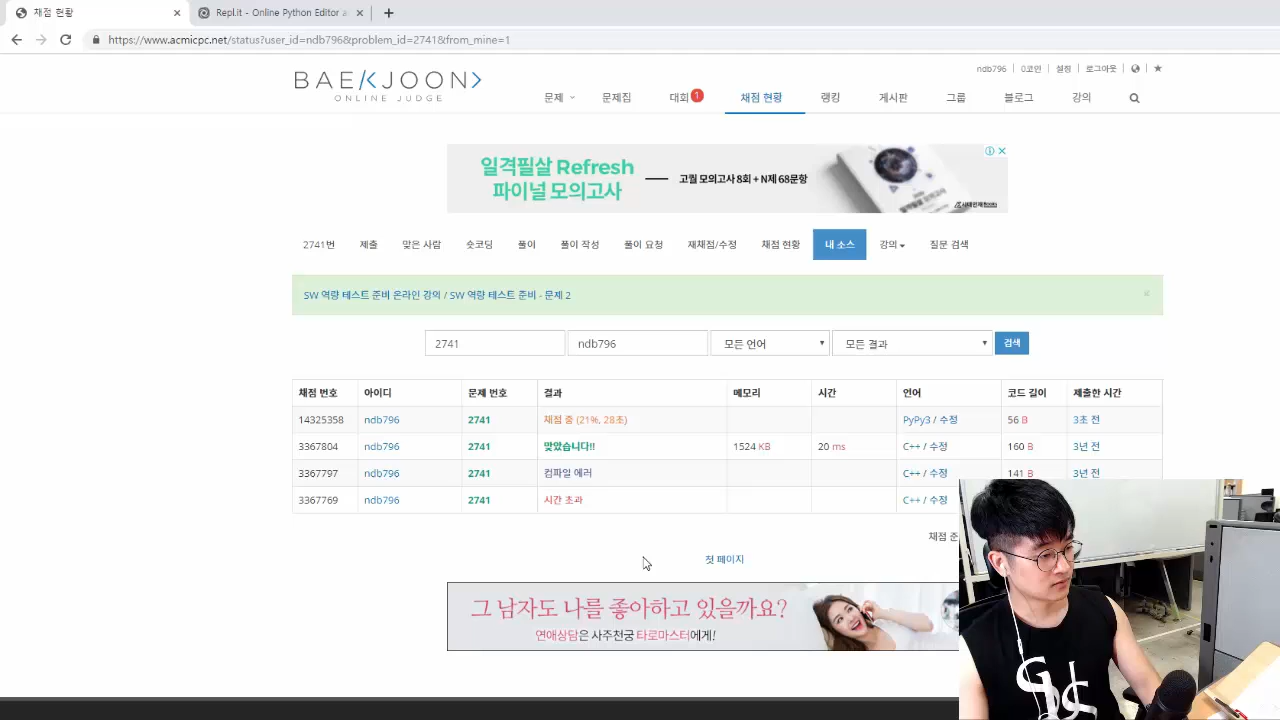 채점 현황
Repl.it - Online Python Editor a
https://www.acmicpc.net/status?user_id=ndb796&problem_id=2741&from_mine=1
ndb796 | 0코인 | 설정 | 로그아웃
BAEKJOON>
ONLINE JUDGE
문제 문제집 대회 1 채점 현황 랭킹 게시판 그룹 블로그 강의
일격필살 Refresh
파이널 모의고사
고퀄 모의고사 8회 + N제 68문항
2741번 제출 맞은 사람 숏코딩 풀이 풀이 작성 풀이 요청 재채점/수정 채점 현황 내 소스 강의 질문 검색
SW 역량 테스트 준비 온라인 강의 / SW 역량 테스트 준비 - 문제 2
2741 ndb796 모든 언어 모든 결과 검색
채점 번호 아이디 문제 번호 결과 메모리 시간 언어 코드 길이 제출한 시간
14325358 ndb796 2741 채점 중 (21%, 28초) PyPy3 / 수정 56 B 3초 전
3367804 ndb796 2741 맞았습니다!! 1524 KB 20 ms C++ / 수정 160 B 3년 전
3367797 ndb796 2741 컴파일 에러 C++ / 수정 141 B 3년 전
3367769 ndb796 2741 시간 초과 C++ / 수정
채점 준
첫 페이지
그 남자도 나를 좋아하고 있을까요?
연애상담은 사주천궁 타로마스터에게!